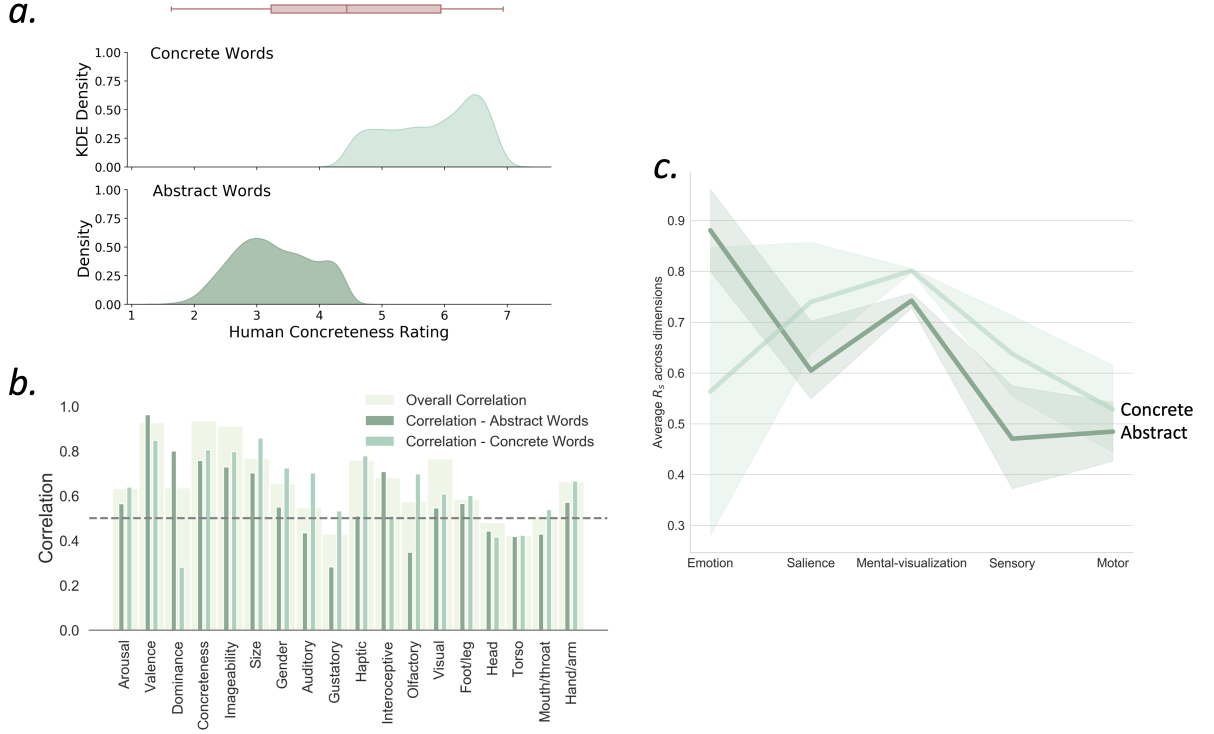 a.
Concrete Words
KDE Density
1.00
0.75
0.50
0.25
0.00
Abstract Words
Density
1.00
0.75
0.50
0.25
0.00
1 2 3 4 5 6 7
Human Concreteness Rating
b.
Overall Correlation
Correlation - Abstract Words
Correlation - Concrete Words
Correlation
1.0
0.8
0.6
0.4
0.2
0.0
Arousal
Valence
Dominance
Concreteness
Imageability
Size
Gender
Auditory
Gustatory
Haptic
Interoceptive
Olfactory
Visual
Foot/leg
Head
Torso
Mouth/throat
Hand/arm
c.
Average Rs across dimensions
0.9
0.8
0.7
0.6
0.5
0.4
0.3
Concrete
Abstract
Emotion Salience Mental-visualization Sensory Motor